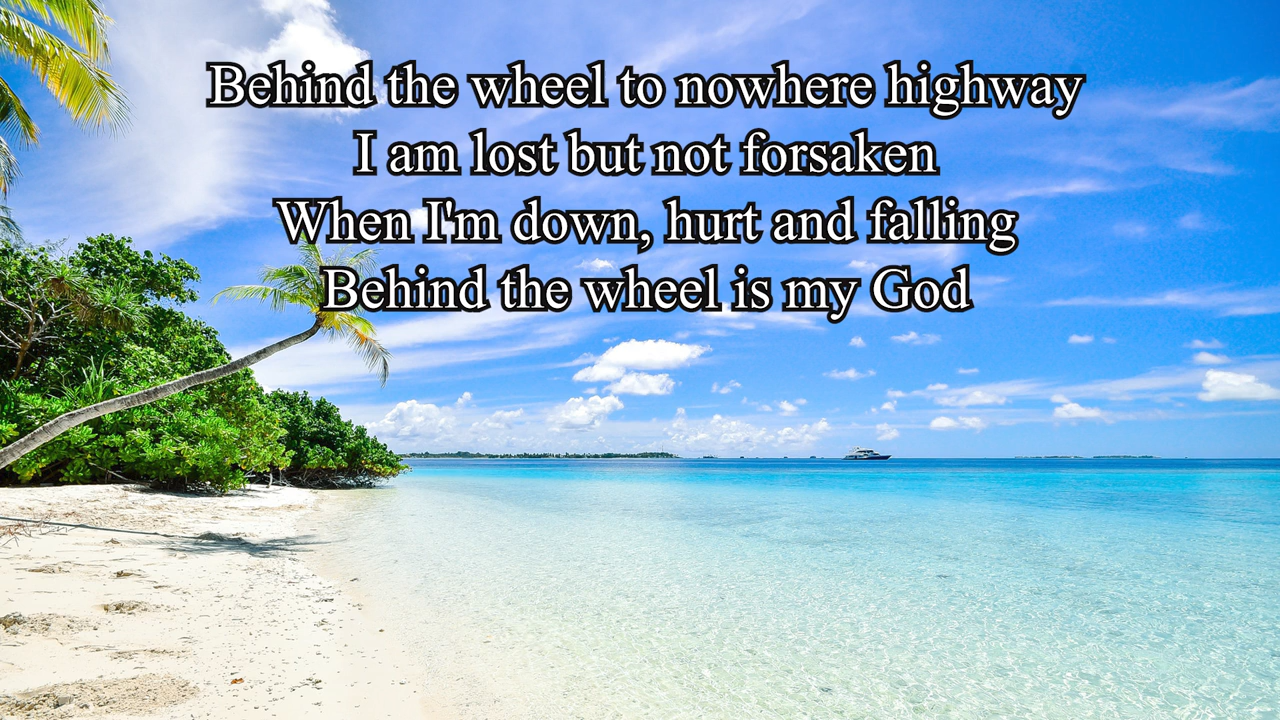 Behind the wheel to nowhere highway
I am lost but not forsaken
When I'm down, hurt and falling
Behind the wheel is my God